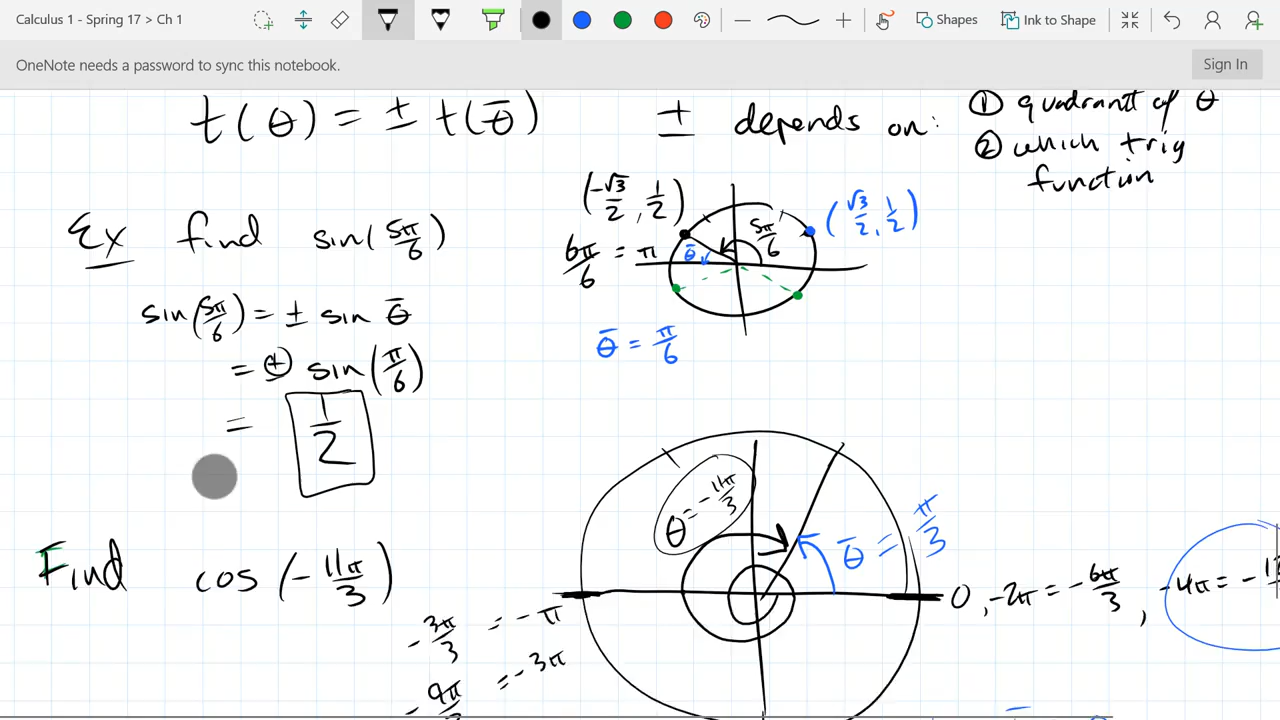 Calculus 1 - Spring 17 > Ch 1
Shapes
Ink to Shape
OneNote needs a password to sync this notebook.
Sign In
t(θ) = ± t(θ̄)
± depends on:
① quadrant of θ
② which trig
function
Ex find sin(5π/6)
(-√3/2, 1/2)
(√3/2, 1/2)
5π/6
6π/6 = π
θ̄
θ̄ = π/6
sin(5π/6) = ± sin θ̄
= ± sin(π/6)
= 1/2
θ = -11π/3
θ̄ = π/3
Find cos(-11π/3)
0, -2π = -6π/3, -4π = -
-3π/3 = -π
= -3π